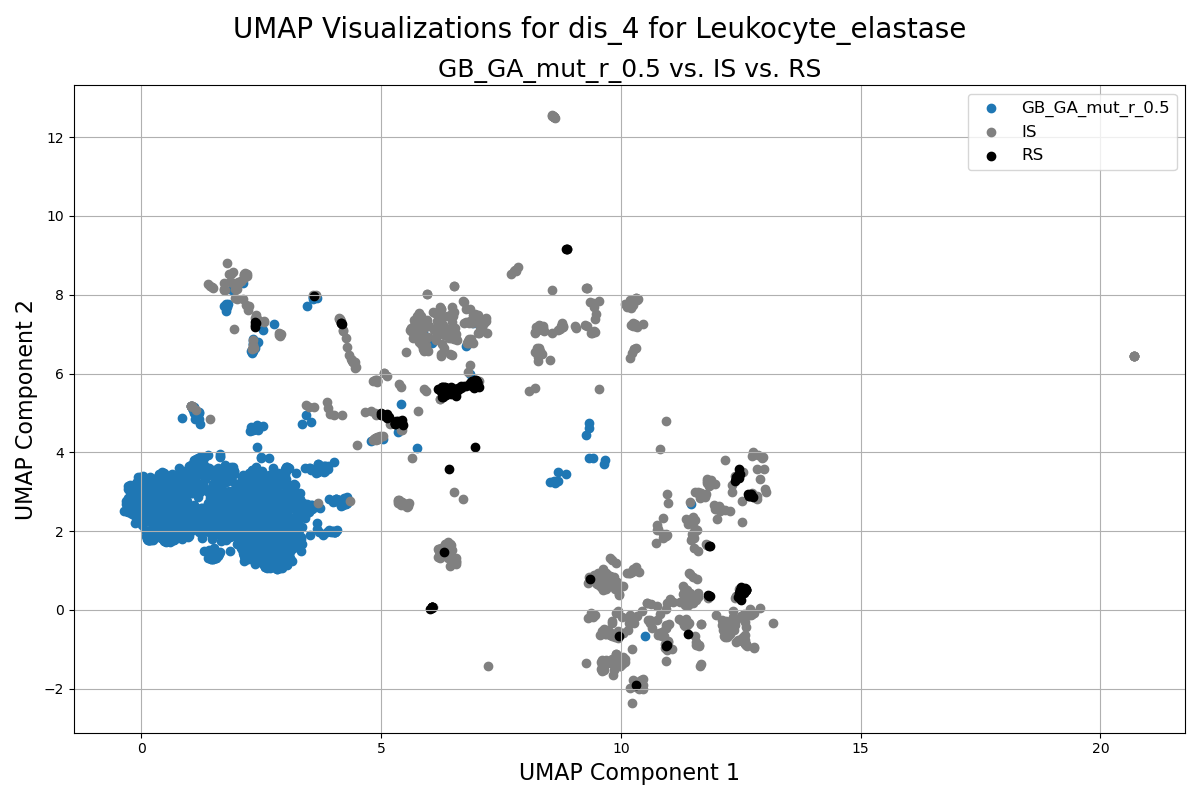 UMAP Visualizations for dis_4 for Leukocyte_elastase
GB_GA_mut_r_0.5 vs. IS vs. RS
GB_GA_mut_r_0.5
IS
RS
UMAP Component 2
12
10
8
6
4
2
0
−2
0
5
10
15
20
UMAP Component 1